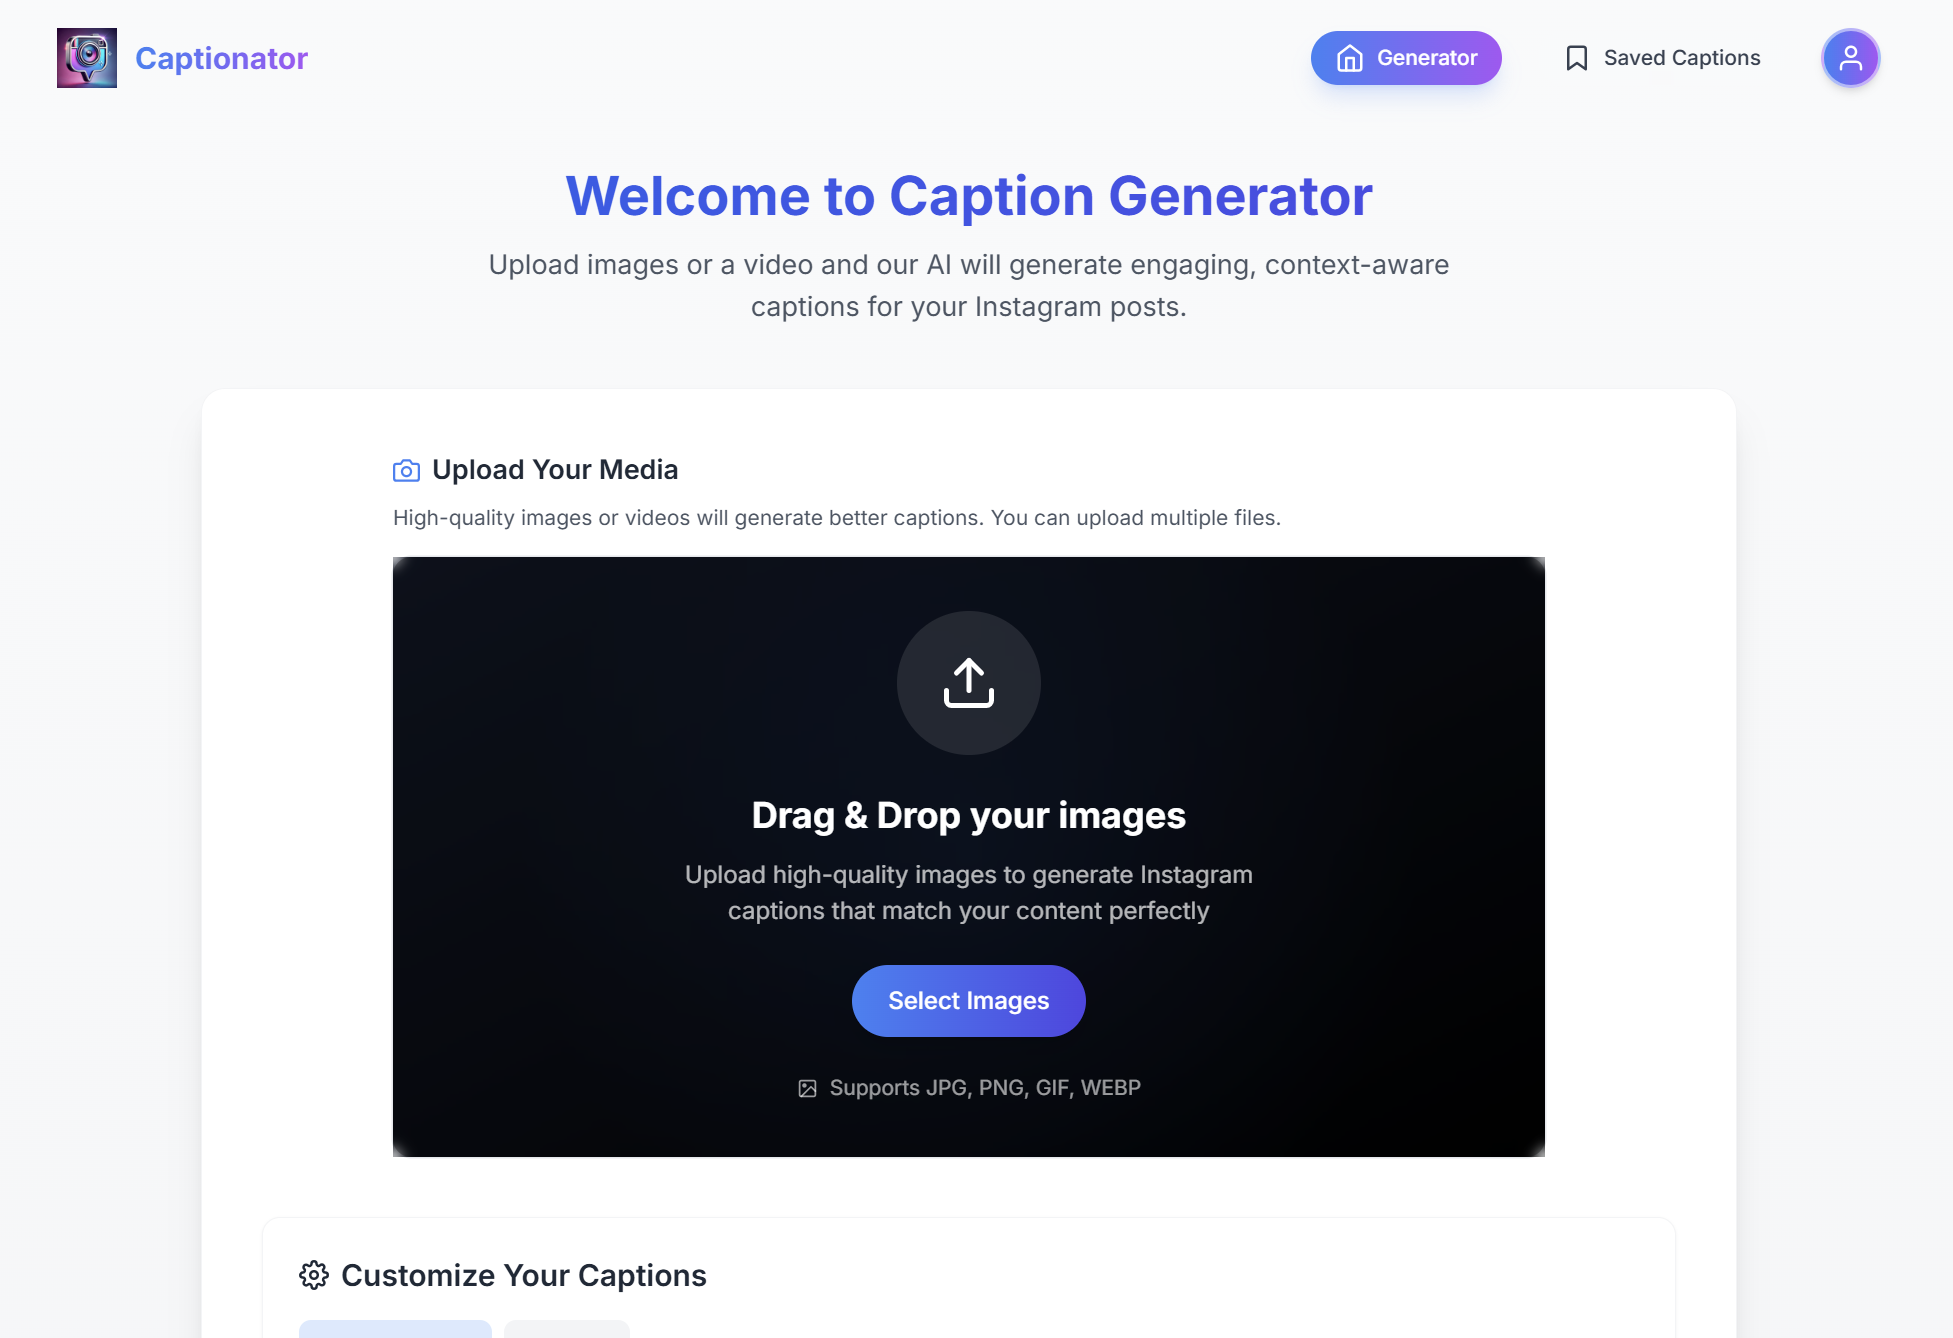 Captionator
Generator
Saved Captions
Welcome to Caption Generator
Upload images or a video and our AI will generate engaging, context-aware
captions for your Instagram posts.
Upload Your Media
High-quality images or videos will generate better captions. You can upload multiple files.
Drag & Drop your images
Upload high-quality images to generate Instagram
captions that match your content perfectly
Select Images
Supports JPG, PNG, GIF, WEBP
Customize Your Captions